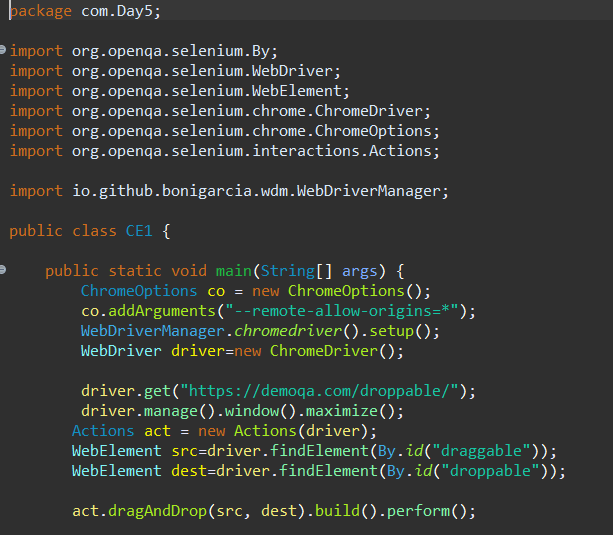 package com.Day5;
import org.openqa.selenium.By;
import org.openqa.selenium.WebDriver;
import org.openqa.selenium.WebElement;
import org.openqa.selenium.chrome.ChromeDriver;
import org.openqa.selenium.chrome.ChromeOptions;
import org.openqa.selenium.interactions.Actions;
import io.github.bonigarcia.wdm.WebDriverManager;
public class CE1 {
public static void main(String[] args) {
ChromeOptions co = new ChromeOptions();
co.addArguments("--remote-allow-origins=*");
WebDriverManager.chromedriver().setup();
WebDriver driver=new ChromeDriver();
driver.get("https://demoqa.com/droppable/");
driver.manage().window().maximize();
Actions act = new Actions(driver);
WebElement src=driver.findElement(By.id("draggable"));
WebElement dest=driver.findElement(By.id("droppable"));
act.dragAndDrop(src, dest).build().perform();